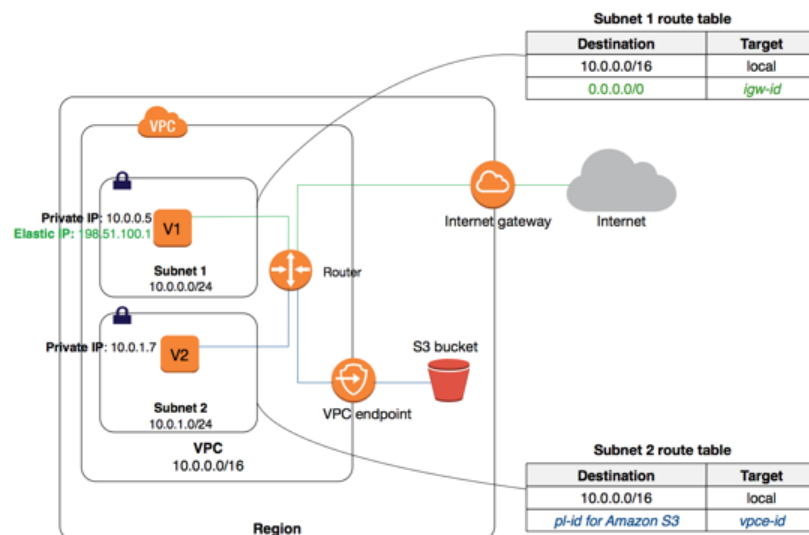 Subnet 1 route table
Destination Target
10.0.0.0/16 local
0.0.0.0/0 igw-id
VPC
Private IP: 10.0.0.5
Elastic IP: 198.51.100.1
V1
Subnet 1
10.0.0.0/24
Internet gateway
Internet
Router
Private IP: 10.0.1.7
V2
Subnet 2
10.0.1.0/24
S3 bucket
VPC endpoint
VPC
10.0.0.0/16
Region
Subnet 2 route table
Destination Target
10.0.0.0/16 local
pl-id for Amazon S3 vpce-id